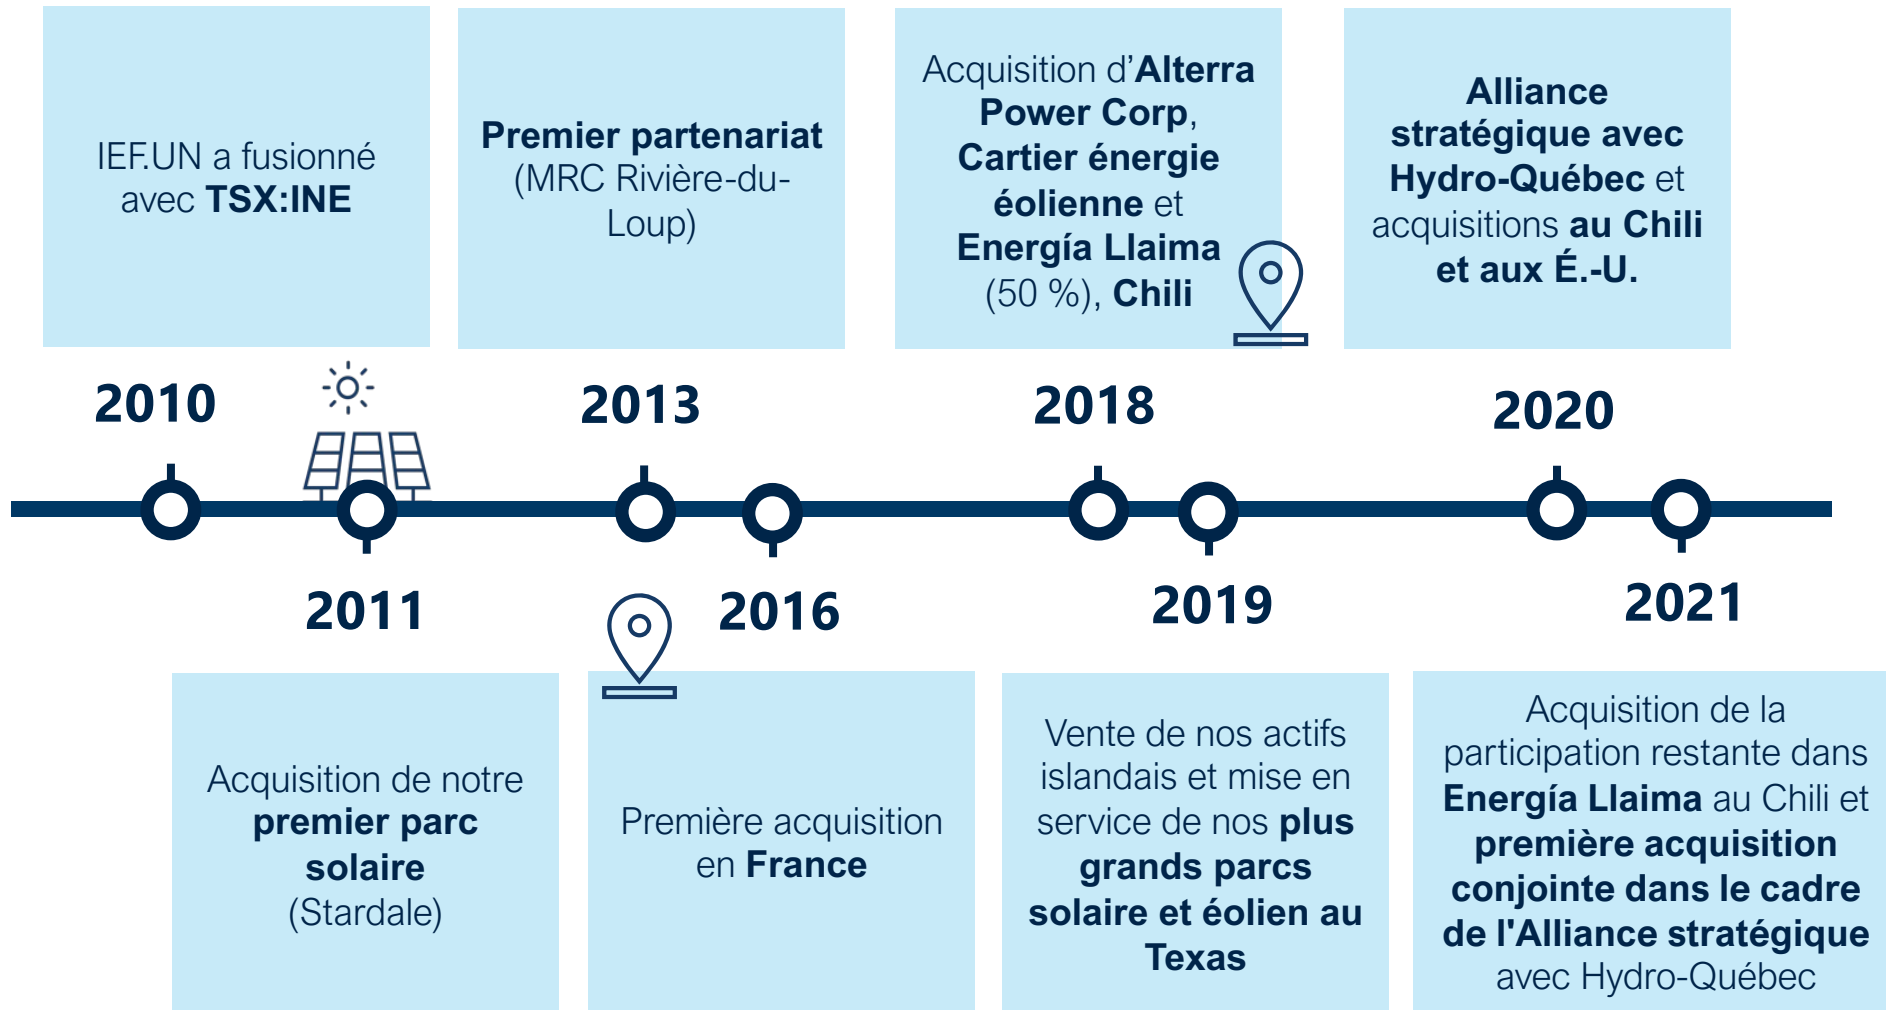 IEF.UN a fusionné
avec TSX:INE
Premier partenariat
(MRC Rivière-du-
Loup)
Acquisition d’Alterra
Power Corp,
Cartier énergie
éolienne et
Energía Llaima
(50 %), Chili
Alliance
stratégique avec
Hydro-Québec et
acquisitions au Chili
et aux É.-U.
2010
2013
2018
2020
2011
2016
2019
2021
Acquisition de notre
premier parc
solaire
(Stardale)
Première acquisition
en France
Vente de nos actifs
islandais et mise en
service de nos plus
grands parcs
solaire et éolien au
Texas
Acquisition de la
participation restante dans
Energía Llaima au Chili et
première acquisition
conjointe dans le cadre
de l'Alliance stratégique
avec Hydro-Québec